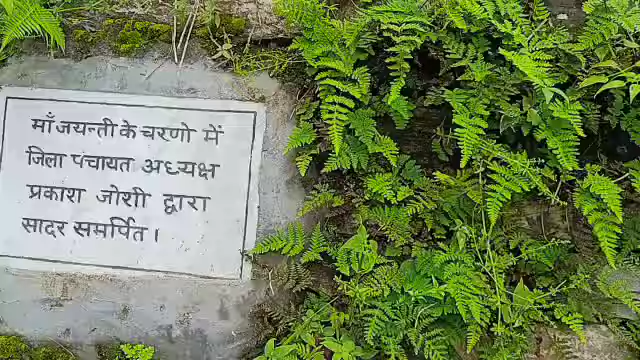 माँ जयन्ती के चरणो में
जिला पंचायत अध्यक्ष
प्रकाश जोशी द्वारा
सादर समर्पित।